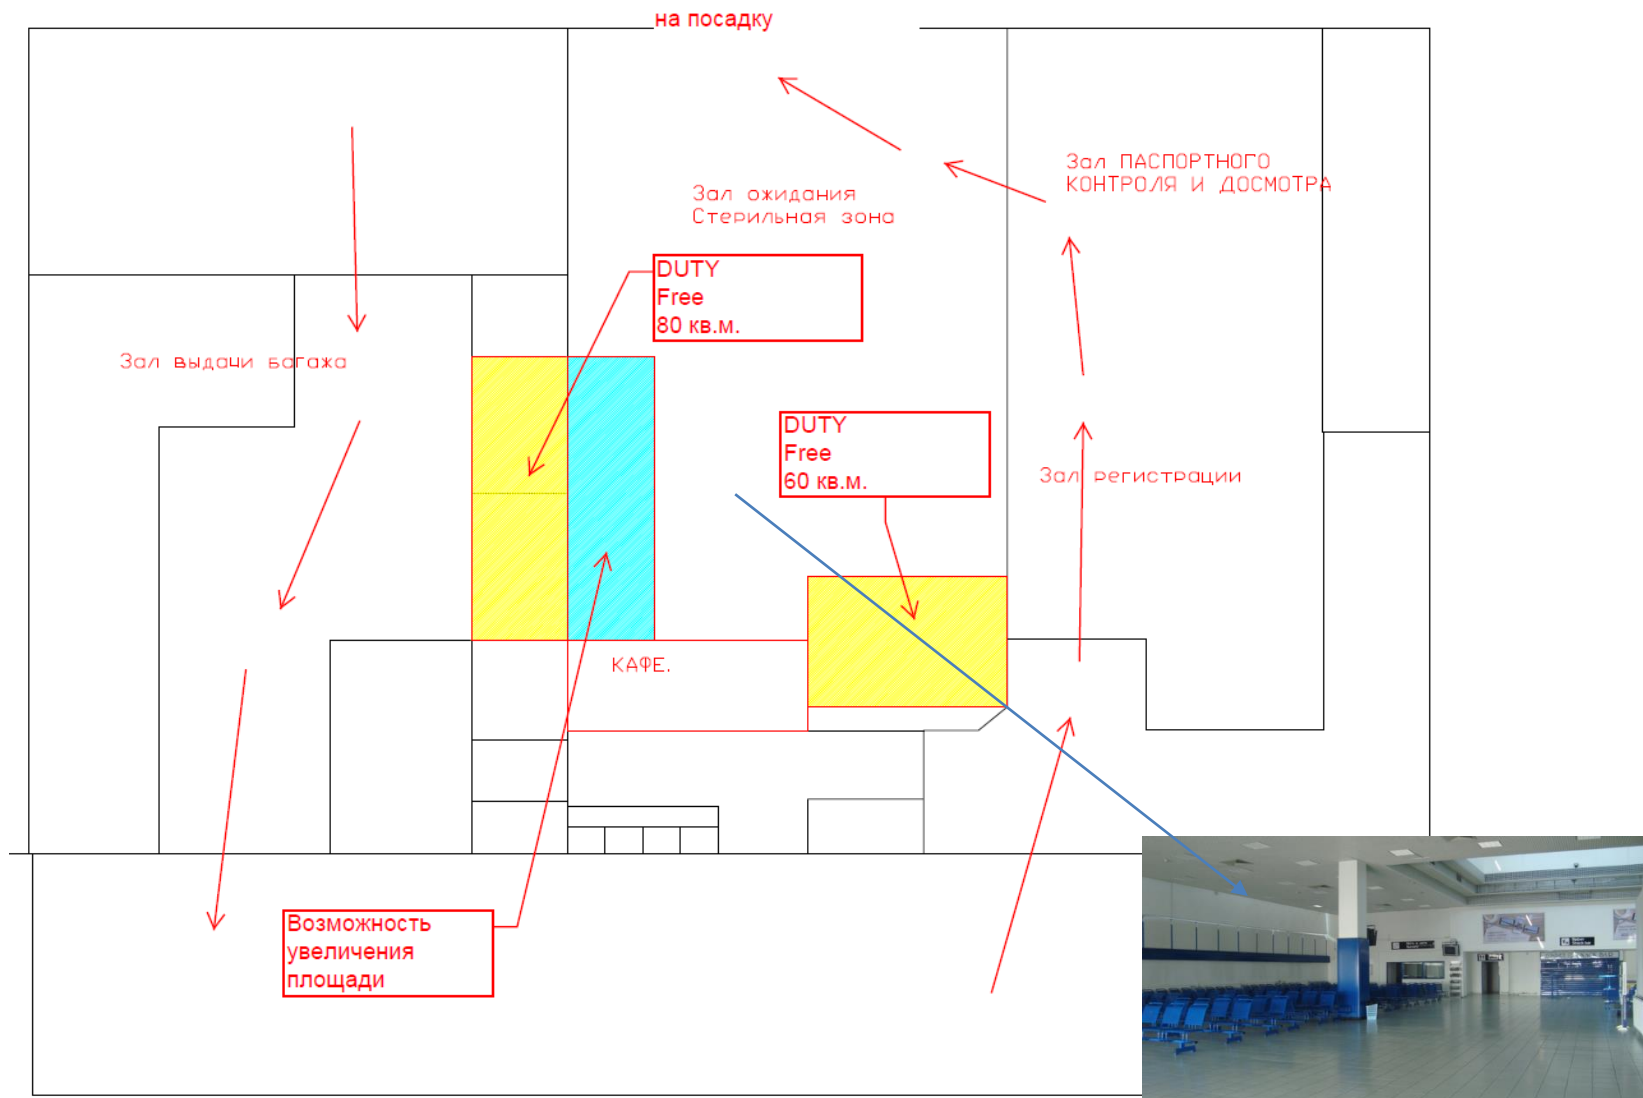 на посадку
Зал ПАСПОРТНОГО
КОНТРОЛЯ И ДОСМОТРА
Зал ожидания
Стерильная зона
DUTY
Free
80 кв.м.
Зал выдачи багажа
DUTY
Free
60 кв.м.
Зал регистрации
КАФЕ.
Возможность
увеличения
площади